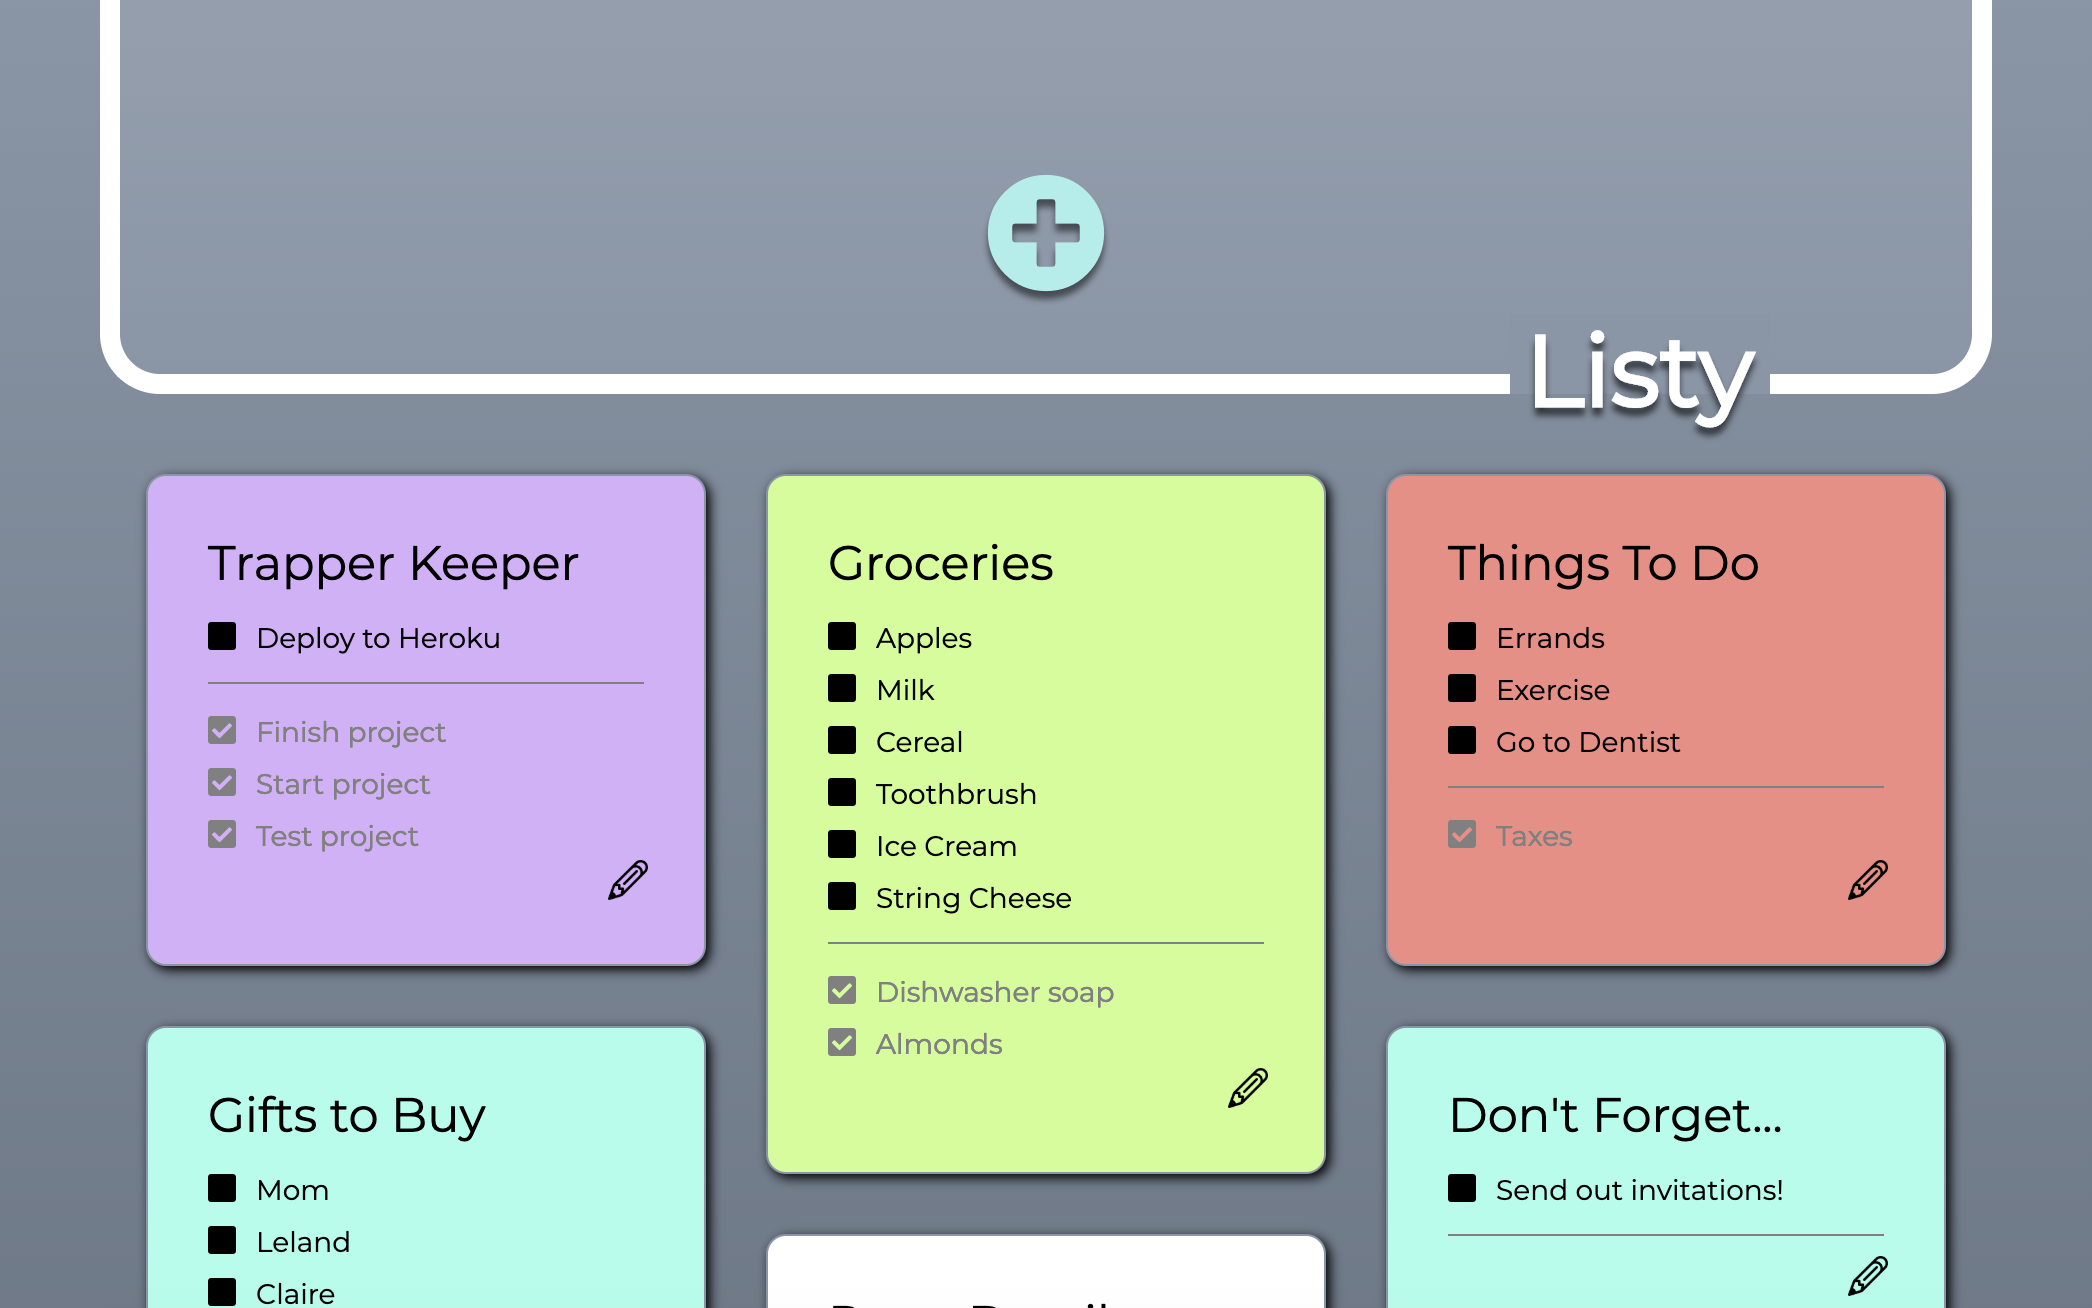 Listy
Trapper Keeper
Deploy to Heroku
Finish project
Start project
Test project
Groceries
Apples
Milk
Cereal
Toothbrush
Ice Cream
String Cheese
Dishwasher soap
Almonds
Things To Do
Errands
Exercise
Go to Dentist
Taxes
Gifts to Buy
Mom
Leland
Claire
Don't Forget...
Send out invitations!